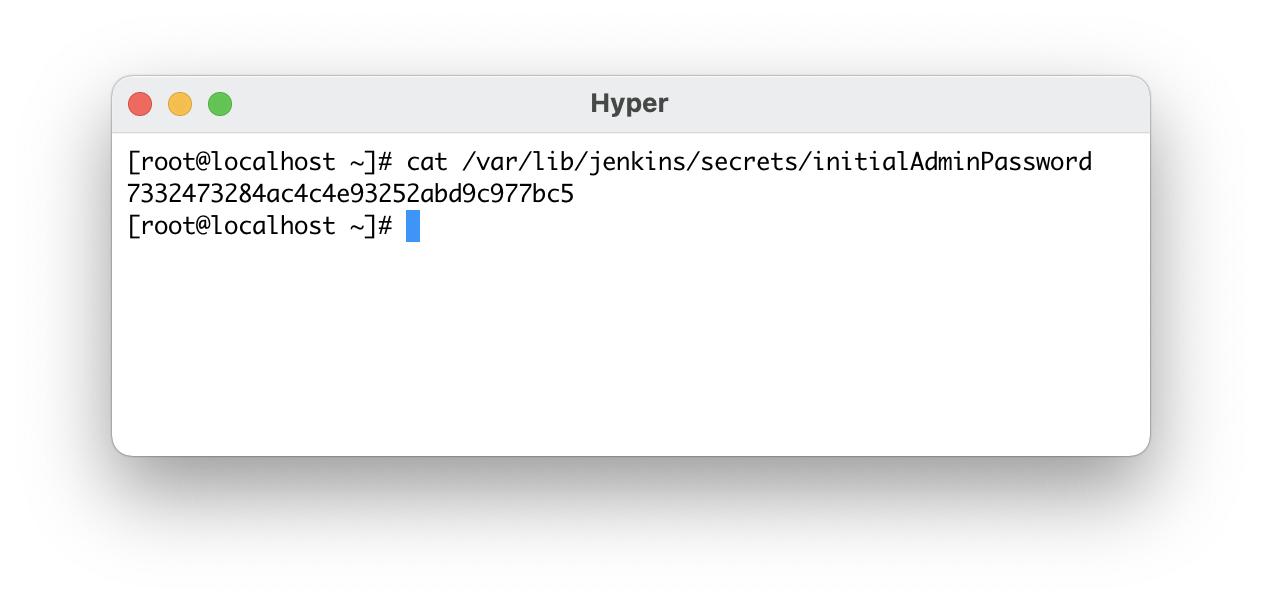 Hyper
[root@localhost ~]# cat /var/lib/jenkins/secrets/initialAdminPassword
7332473284ac4c4e93252abd9c977bc5
[root@localhost ~]#